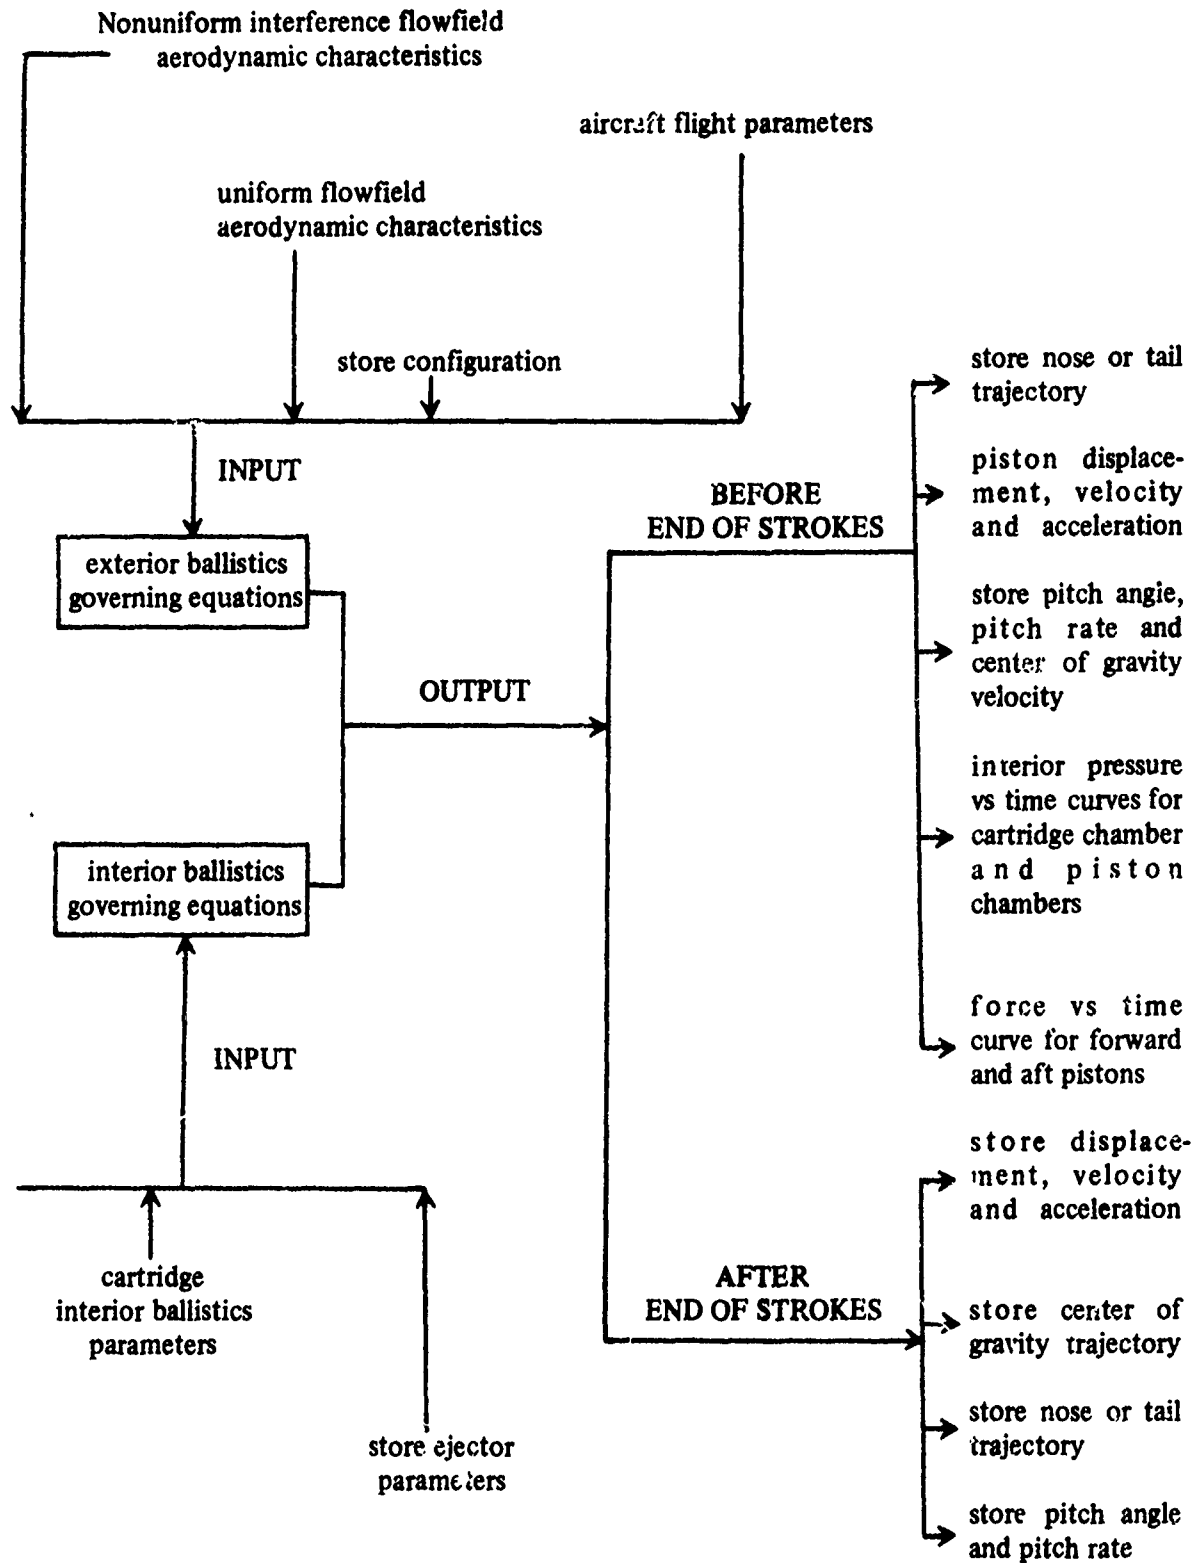 Nonuniform interference flowfield
aerodynamic characteristics
aircraft flight parameters
uniform flowfield
aerodynamic characteristics
store configuration
INPUT
exterior ballistics
governing equations
OUTPUT
interior ballistics
governing equations
INPUT
cartridge
interior ballistics
parameters
store ejector
parameters
BEFORE
END OF STROKES
store nose or tail
trajectory
piston displace-
ment, velocity
and acceleration
store pitch angle,
pitch rate and
center of gravity
velocity
interior pressure
vs time curves for
cartridge chamber
and piston
chambers
force vs time
curve for forward
and aft pistons
AFTER
END OF STROKES
store displace-
ment, velocity
and acceleration
store center of
gravity trajectory
store nose or tail
trajectory
store pitch angle
and pitch rate